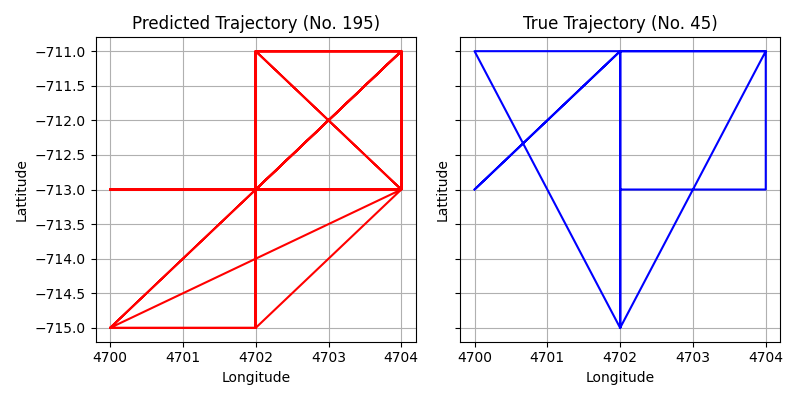 Predicted Trajectory (No. 195)
Lattitude
−711.0
−711.5
−712.0
−712.5
−713.0
−713.5
−714.0
−714.5
−715.0
4700 4701 4702 4703 4704
Longitude
True Trajectory (No. 45)
Lattitude
4700 4701 4702 4703 4704
Longitude